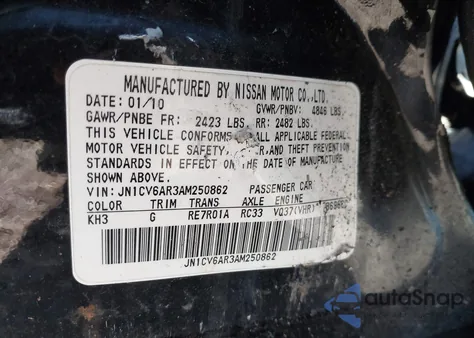 MANUFACTURED BY NISSAN MOTOR CO.,LTD.
DATE: 01/10 GVWR/PNBV: 4846 LBS.
GAWR/PNBE FR: 2423 LBS. RR: 2482 LBS.
THIS VEHICLE CONFORMS ALL APPLICABLE FEDERAL
MOTOR VEHICLE SAFETY, AND THEFT PREVENTION
STANDARDS IN EFFECT ON THE DATE OF MANUFACTURE
SHOWN ABOVE.
VIN: JN1CV6AR3AM250862 PASSENGER CAR
COLOR TRIM TRANS AXLE ENGINE
KH3 G RE7R01A RC33 VQ37(VHR)
JN1CV6AR3AM250862
autoSnap